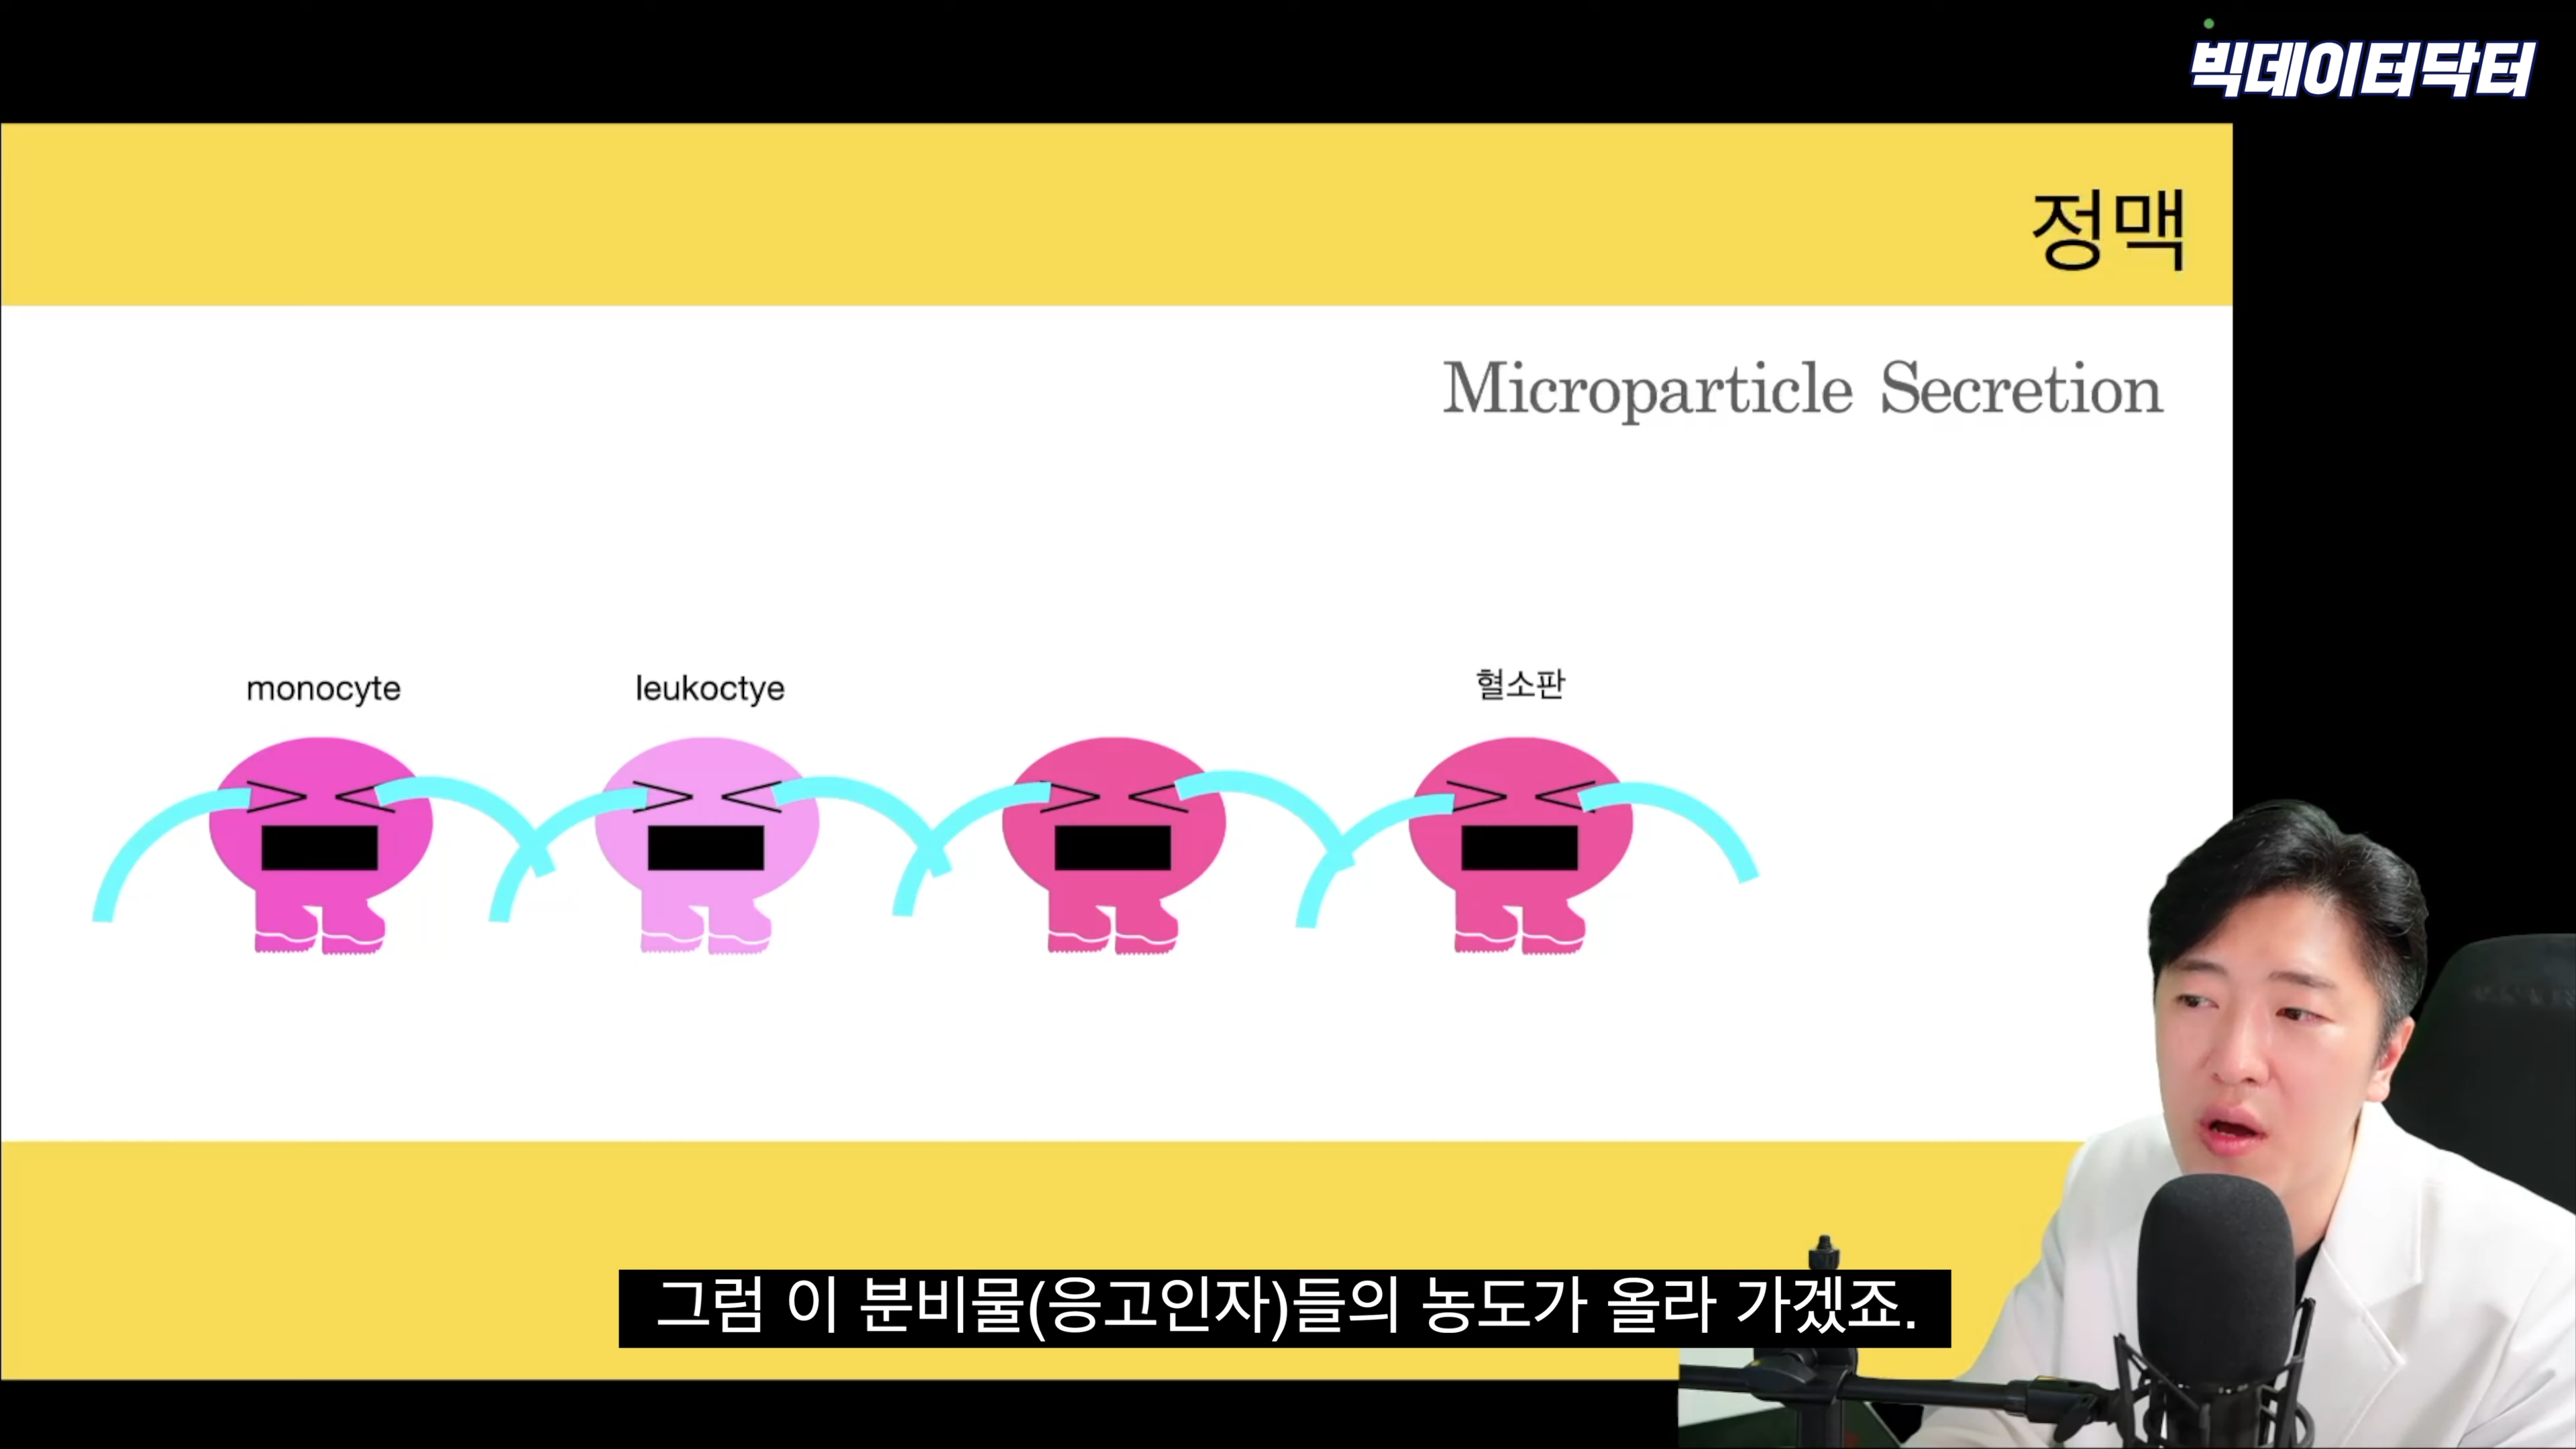 빅데이터닥터
정맥
Microparticle Secretion
monocyte
leukoctye
혈소판
그럼 이 분비물(응고인자)들의 농도가 올라 가겠죠.